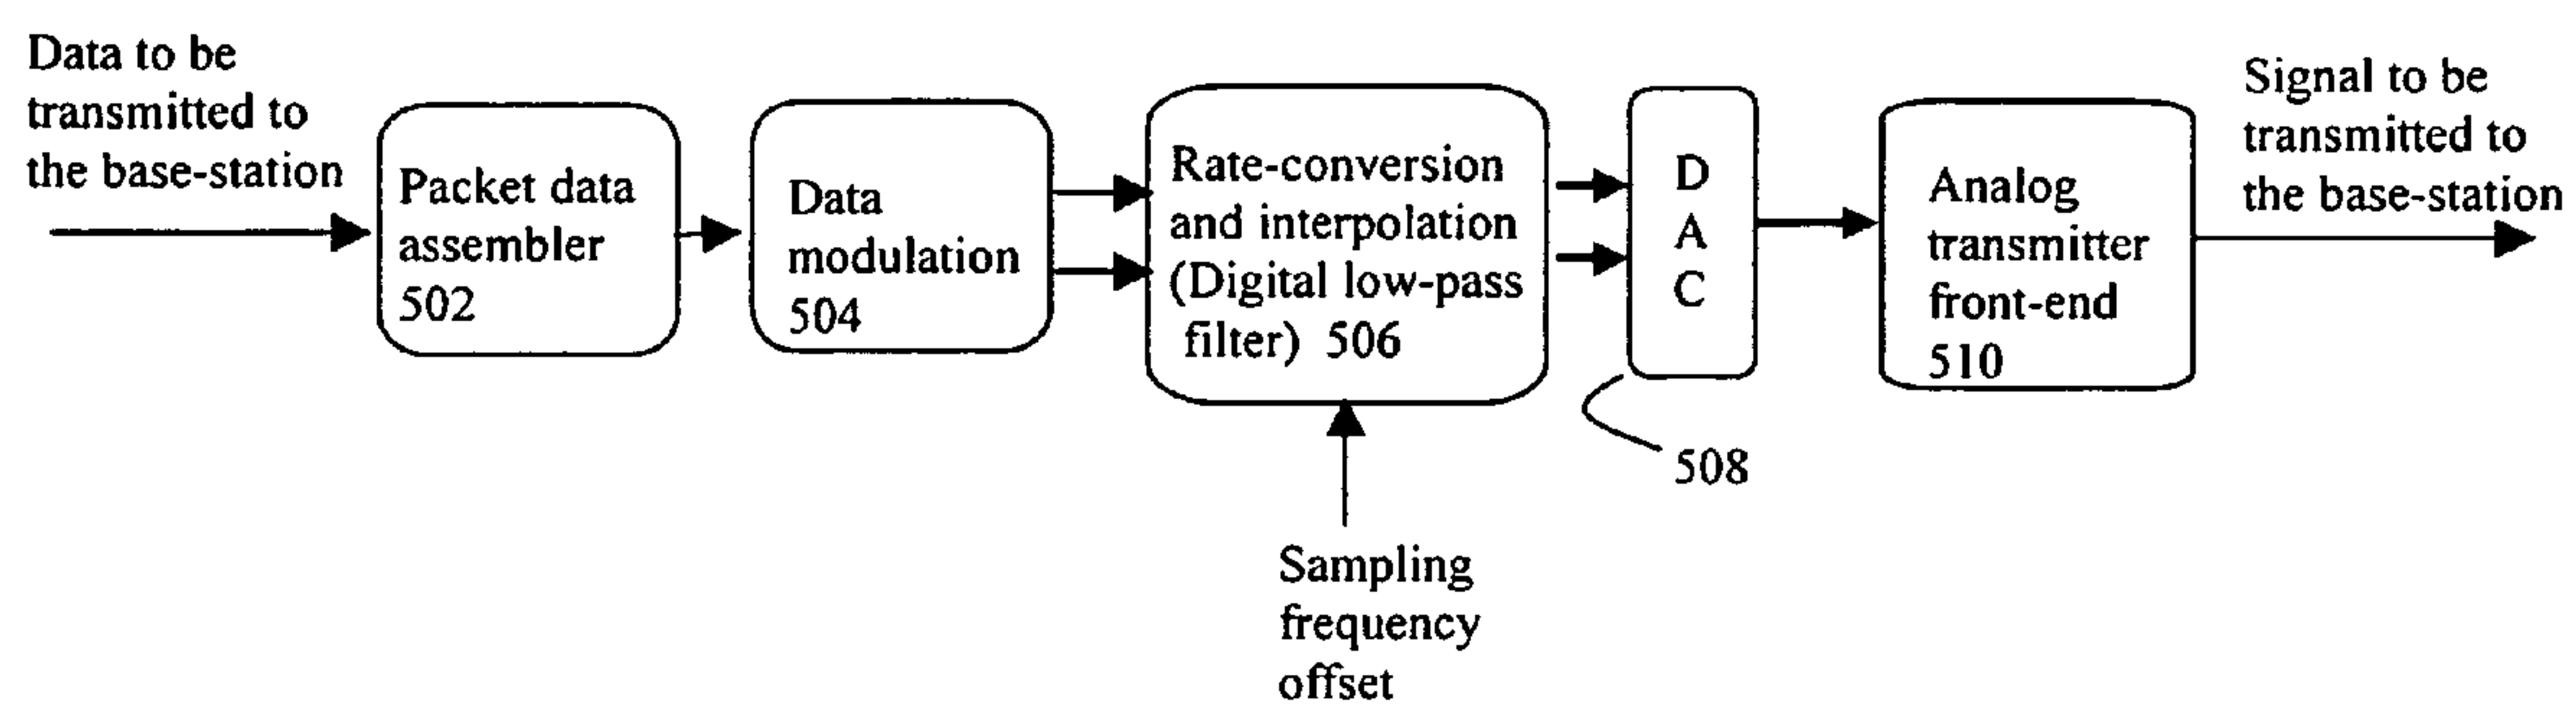 Data to be
transmitted to
the base-station
Packet data
assembler
502
Data
modulation
504
Rate-conversion
and interpolation
(Digital low-pass
filter) 506
D
A
C
508
Analog
transmitter
front-end
510
Signal to be
transmitted to
the base-station
Sampling
frequency
offset